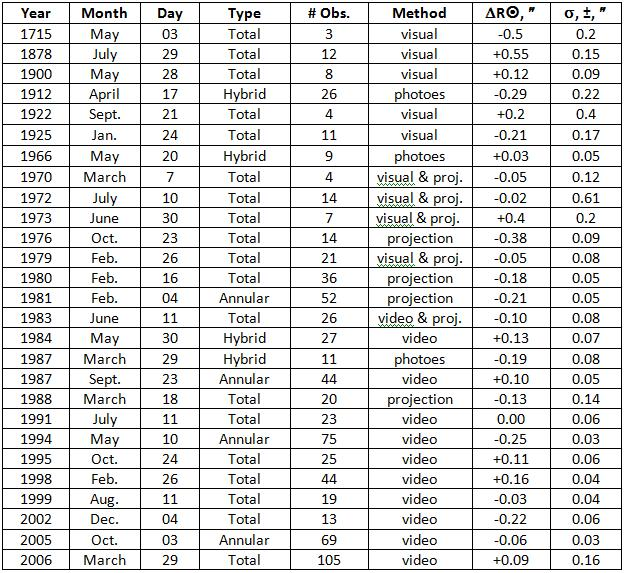 Year Month Day Type # Obs. Method ΔR⊙, ″ σ, ±, ″
1715 May 03 Total 3 visual -0.5 0.2
1878 July 29 Total 12 visual +0.55 0.15
1900 May 28 Total 8 visual +0.12 0.09
1912 April 17 Hybrid 26 photoes -0.29 0.22
1922 Sept. 21 Total 4 visual +0.2 0.4
1925 Jan. 24 Total 11 visual -0.21 0.17
1966 May 20 Hybrid 9 photoes +0.03 0.05
1970 March 7 Total 4 visual & proj. -0.05 0.12
1972 July 10 Total 14 visual & proj. -0.02 0.61
1973 June 30 Total 7 visual & proj. +0.4 0.2
1976 Oct. 23 Total 14 projection -0.38 0.09
1979 Feb. 26 Total 21 visual & proj. -0.05 0.08
1980 Feb. 16 Total 36 projection -0.18 0.05
1981 Feb. 04 Annular 52 projection -0.21 0.05
1983 June 11 Total 26 video & proj. -0.10 0.08
1984 May 30 Hybrid 27 video +0.13 0.07
1987 March 29 Hybrid 11 photoes -0.19 0.08
1987 Sept. 23 Annular 44 video +0.10 0.05
1988 March 18 Total 20 projection -0.13 0.14
1991 July 11 Total 23 video 0.00 0.06
1994 May 10 Annular 75 video -0.25 0.03
1995 Oct. 24 Total 25 video +0.11 0.06
1998 Feb. 26 Total 44 video +0.16 0.04
1999 Aug. 11 Total 19 video -0.03 0.04
2002 Dec. 04 Total 13 video -0.22 0.06
2005 Oct. 03 Annular 69 video -0.06 0.03
2006 March 29 Total 105 video +0.09 0.16